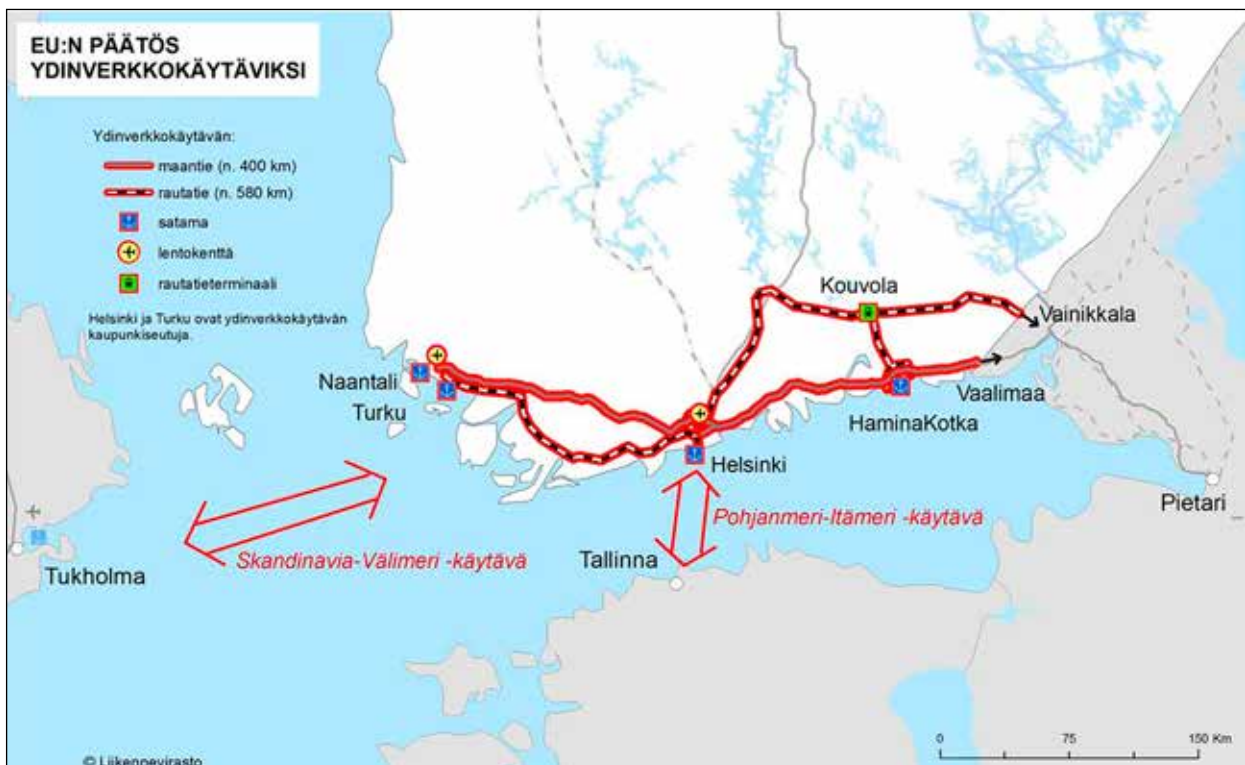 EU:N PÄÄTÖS
YDINVERKKOKÄYTÄVIKSI
Ydinverkkokäytävän:
maantie (n. 400 km)
rautatie (n. 580 km)
satama
lentokenttä
rautatieterminaali
Helsinki ja Turku ovat ydinverkkokäytävän
kaupunkiseutuja.
Kouvola
Vainikkala
Naantali
Turku
Vaalimaa
HaminaKotka
Helsinki
Pietari
Pohjanmeri-Itämeri -käytävä
Skandinavia-Välimeri -käytävä
Tallinna
Tukholma
0 75 150 Km
© Liikennevirasto